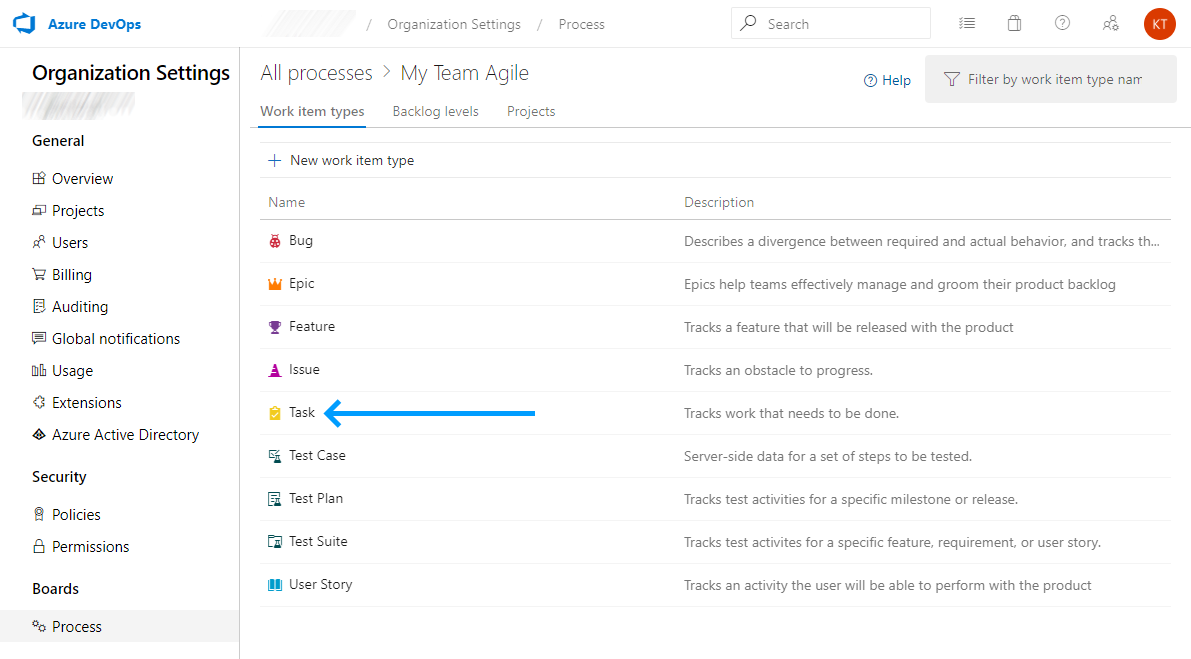 Azure DevOps
/ Organization Settings / Process
Search
KT
Organization Settings
General
Overview
Projects
Users
Billing
Auditing
Global notifications
Usage
Extensions
Azure Active Directory
Security
Policies
Permissions
Boards
Process
All processes > My Team Agile
Help
Filter by work item type nam
Work item types Backlog levels Projects
New work item type
Name Description
Bug Describes a divergence between required and actual behavior, and tracks th...
Epic Epics help teams effectively manage and groom their product backlog
Feature Tracks a feature that will be released with the product
Issue Tracks an obstacle to progress.
Task Tracks work that needs to be done.
Test Case Server-side data for a set of steps to be tested.
Test Plan Tracks test activities for a specific milestone or release.
Test Suite Tracks test activites for a specific feature, requirement, or user story.
User Story Tracks an activity the user will be able to perform with the product